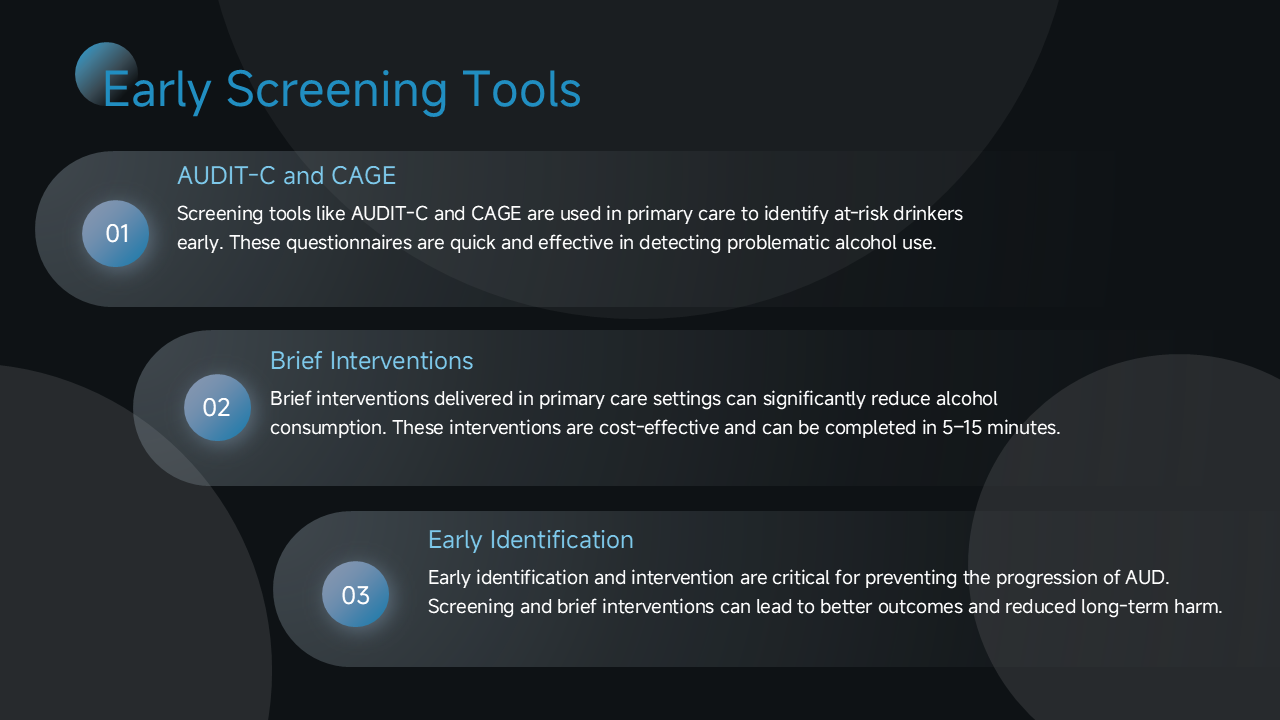 Early Screening Tools
AUDIT-C and CAGE
01
Screening tools like AUDIT-C and CAGE are used in primary care to identify at-risk drinkers
early. These questionnaires are quick and effective in detecting problematic alcohol use.
Brief Interventions
02
Brief interventions delivered in primary care settings can significantly reduce alcohol
consumption. These interventions are cost-effective and can be completed in 5–15 minutes.
Early Identification
03
Early identification and intervention are critical for preventing the progression of AUD.
Screening and brief interventions can lead to better outcomes and reduced long-term harm.